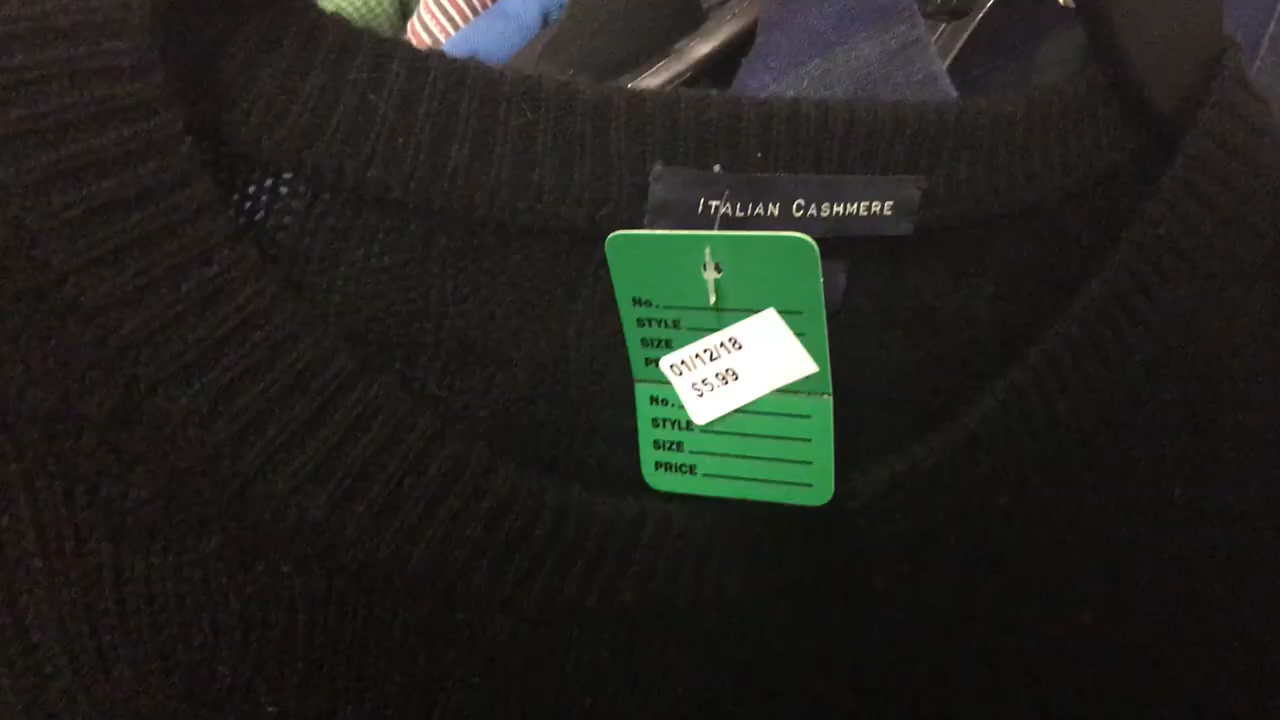 ITALIAN CASHMERE
No.
STYLE
SIZE
01/12/18
$5.99
No.
STYLE
SIZE
PRICE